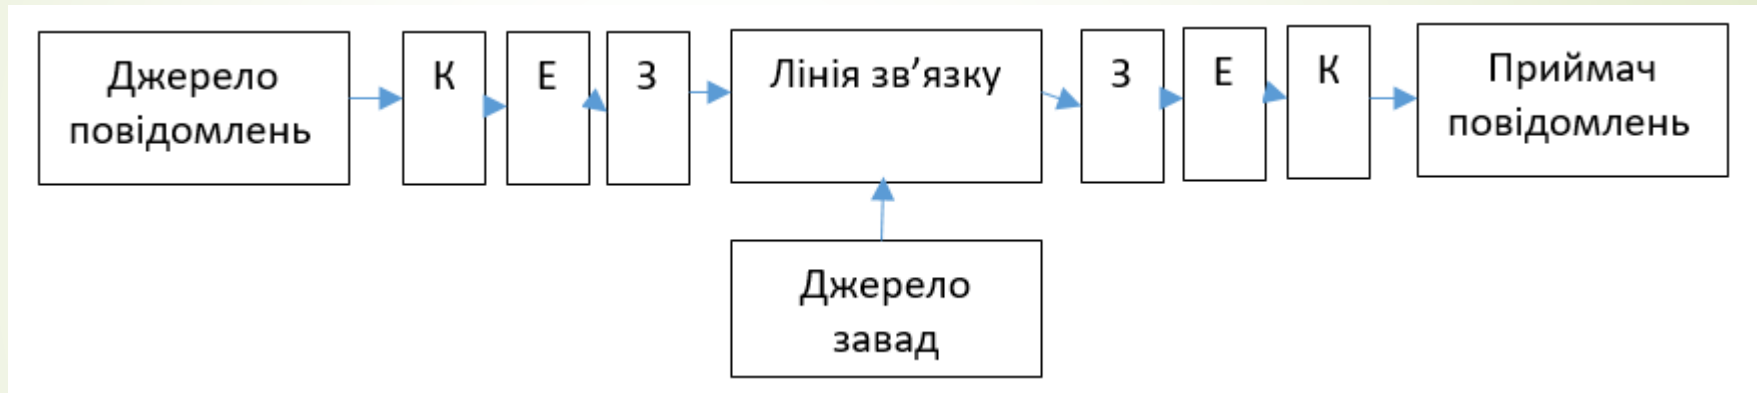 Джерело
повідомлень
К
Е
З
Лінія зв’язку
З
Е
К
Приймач
повідомлень
Джерело
завад